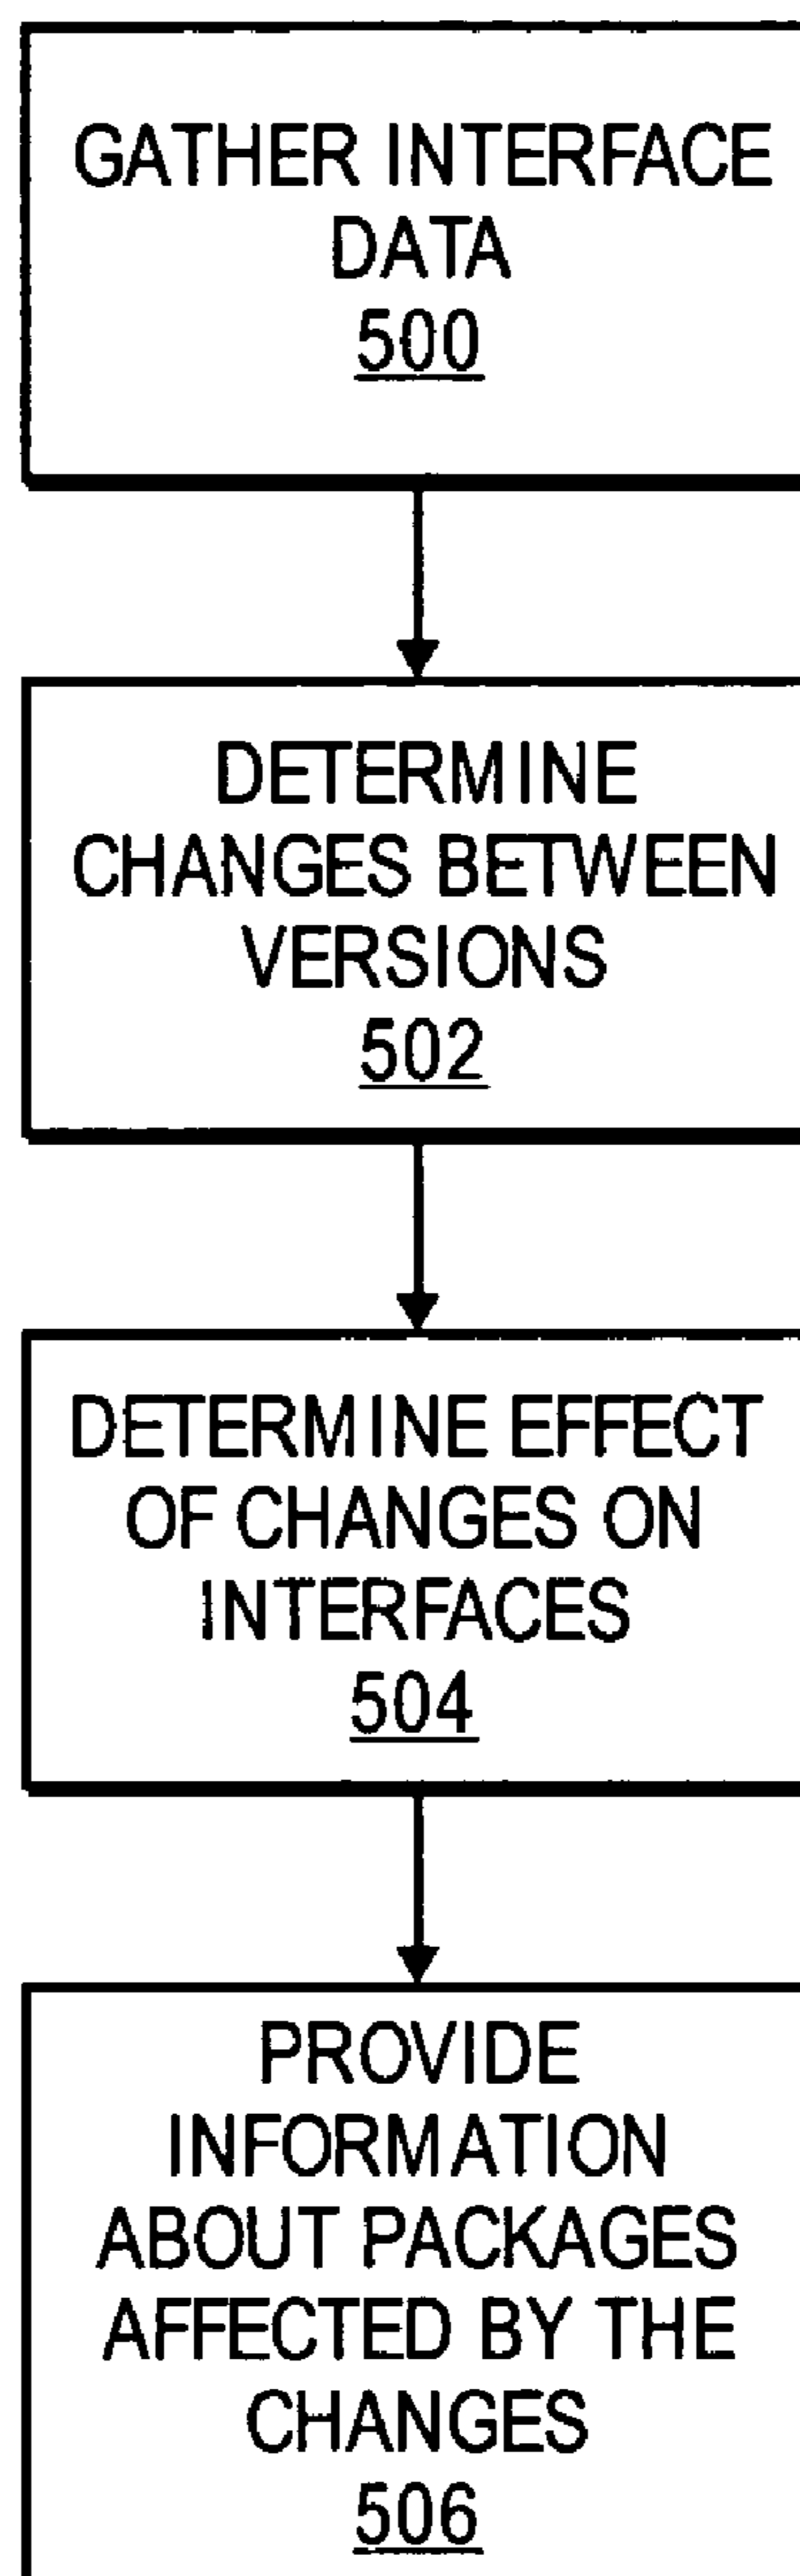 GATHER INTERFACE
DATA
500
DETERMINE
CHANGES BETWEEN
VERSIONS
502
DETERMINE EFFECT
OF CHANGES ON
INTERFACES
504
PROVIDE
INFORMATION
ABOUT PACKAGES
AFFECTED BY THE
CHANGES
506